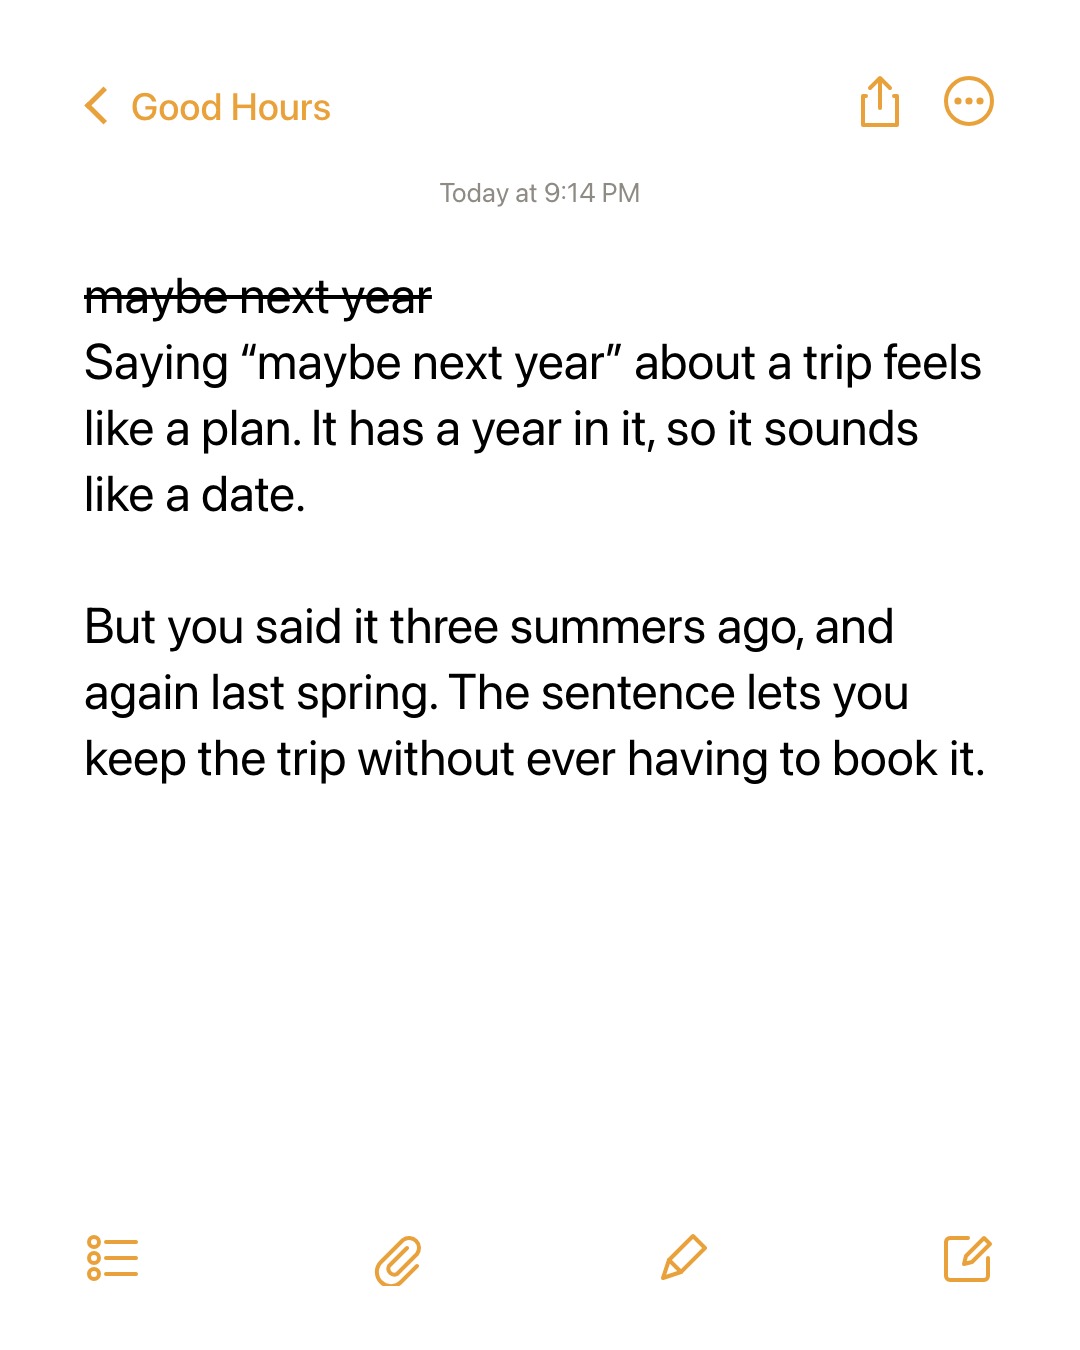 Good Hours
Today at 9:14 PM
maybe next year
Saying “maybe next year” about a trip feels
like a plan. It has a year in it, so it sounds
like a date.
But you said it three summers ago, and
again last spring. The sentence lets you
keep the trip without ever having to book it.